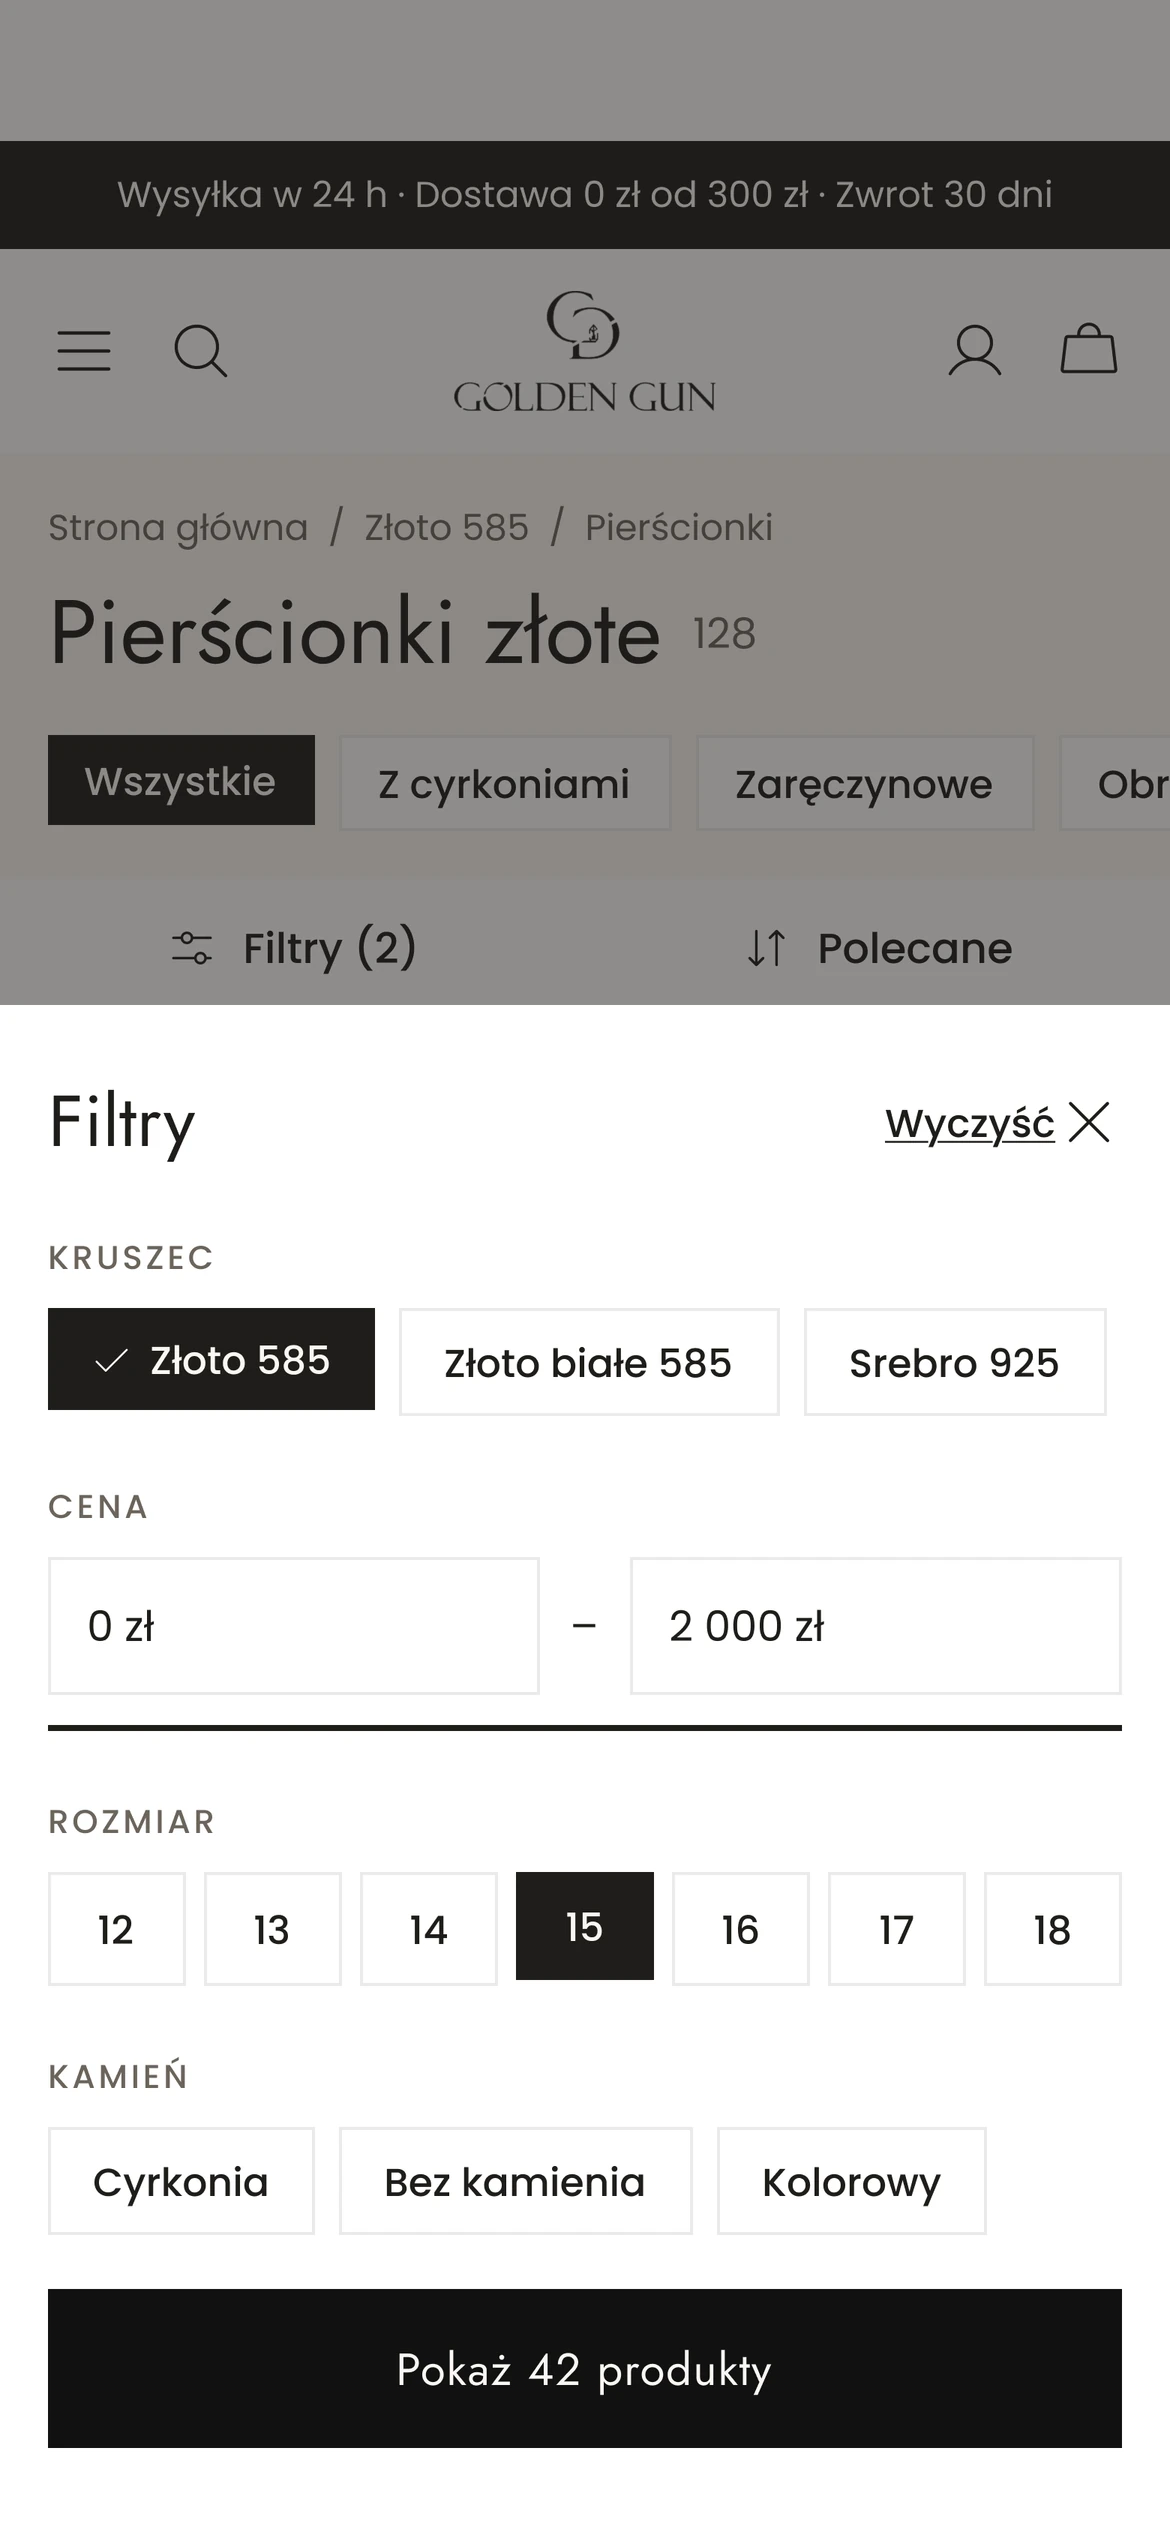 Wysyłka w 24 h · Dostawa 0 zł od 300 zł · Zwrot 30 dni
GOLDEN GUN
Strona główna / Złoto 585 / Pierścionki
Pierścionki złote 128
Wszystkie Z cyrkoniami Zaręczynowe Obr
Filtry (2) Polecane
Filtry Wyczyść
KRUSZEC
Złoto 585 Złoto białe 585 Srebro 925
CENA
0 zł – 2 000 zł
ROZMIAR
12 13 14 15 16 17 18
KAMIEŃ
Cyrkonia Bez kamienia Kolorowy
Pokaż 42 produkty